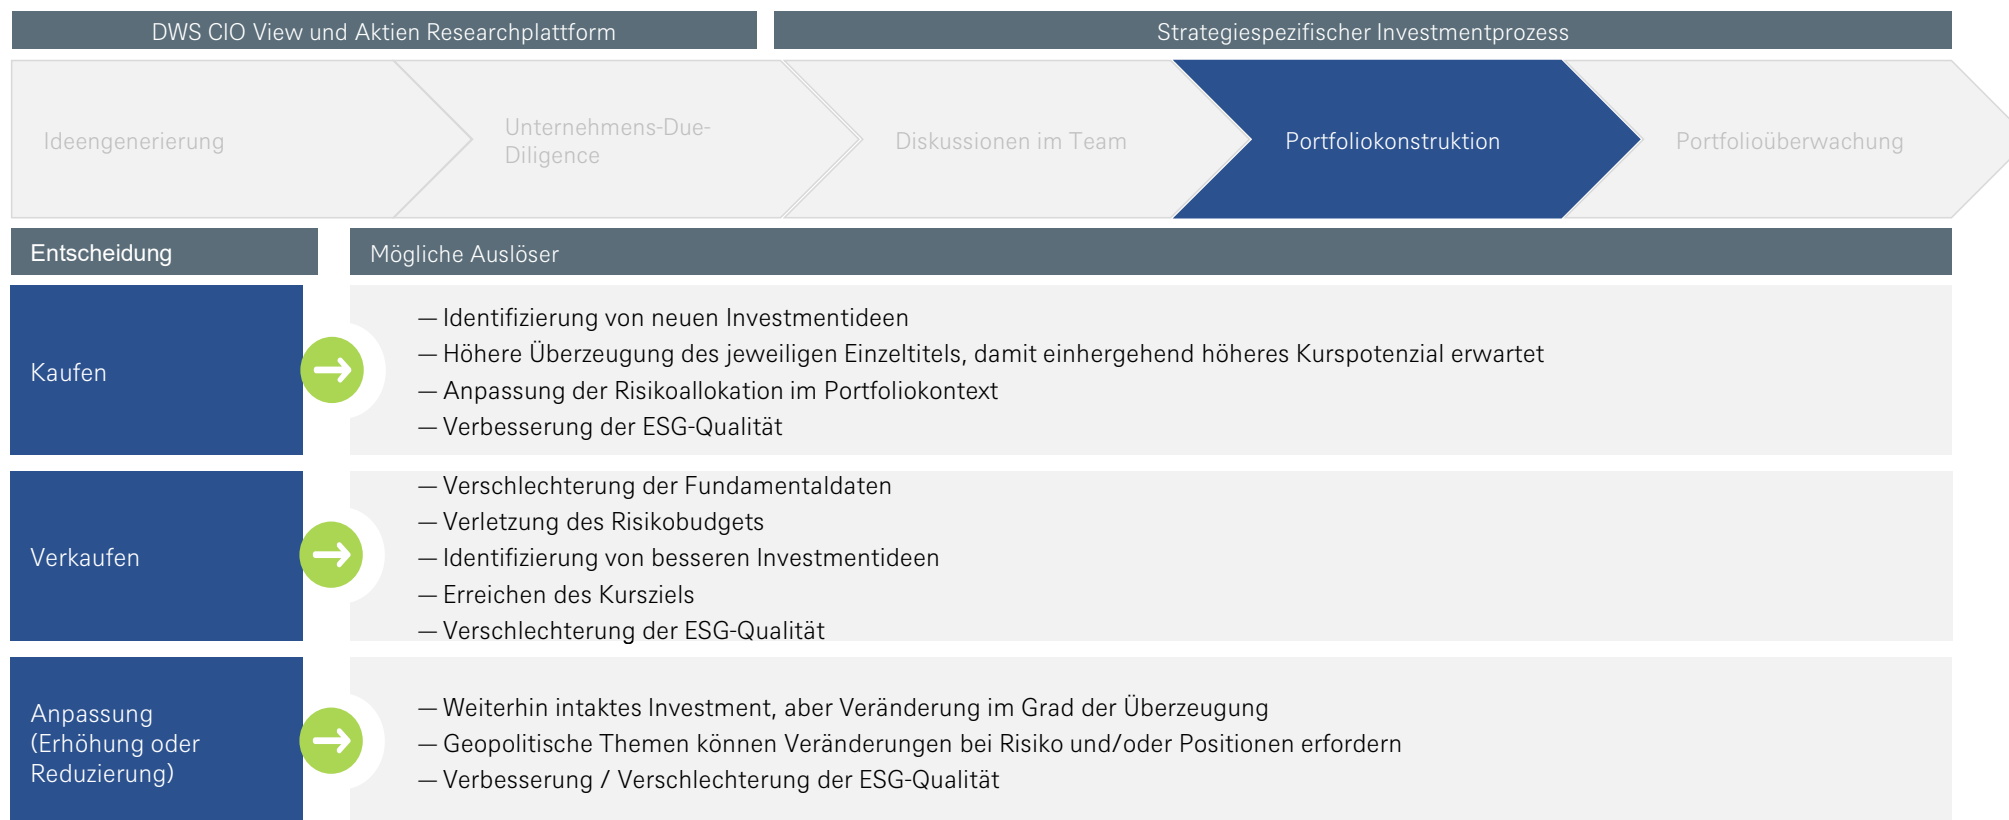 DWS CIO View und Aktien Researchplattform
Strategiespezifischer Investmentprozess
Ideengenerierung
Unternehmens-Due-
Diligence
Diskussionen im Team
Portfoliokonstruktion
Portfolioüberwachung
Entscheidung
Mögliche Auslöser
Kaufen
— Identifizierung von neuen Investmentideen
— Höhere Überzeugung des jeweiligen Einzeltitels, damit einhergehend höheres Kurspotenzial erwartet
— Anpassung der Risikoallokation im Portfoliokontext
— Verbesserung der ESG-Qualität
Verkaufen
— Verschlechterung der Fundamentaldaten
— Verletzung des Risikobudgets
— Identifizierung von besseren Investmentideen
— Erreichen des Kursziels
— Verschlechterung der ESG-Qualität
Anpassung
(Erhöhung oder
Reduzierung)
— Weiterhin intaktes Investment, aber Veränderung im Grad der Überzeugung
— Geopolitische Themen können Veränderungen bei Risiko und/oder Positionen erfordern
— Verbesserung / Verschlechterung der ESG-Qualität